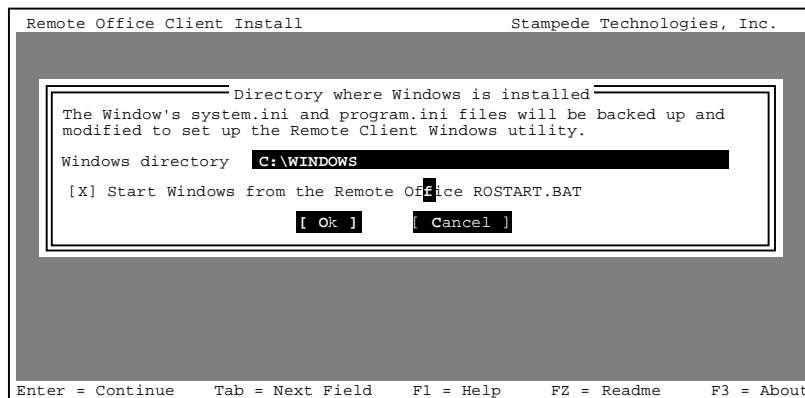 Remote Office Client Install Stampede Technologies, Inc.
Directory where Windows is installed
The Window's system.ini and program.ini files will be backed up and
modified to set up the Remote Client Windows utility.
Windows directory C:\WINDOWS
[X] Start Windows from the Remote Office ROSTART.BAT
[ Ok ] [ Cancel ]
Enter = Continue Tab = Next Field F1 = Help FZ = Readme F3 = About